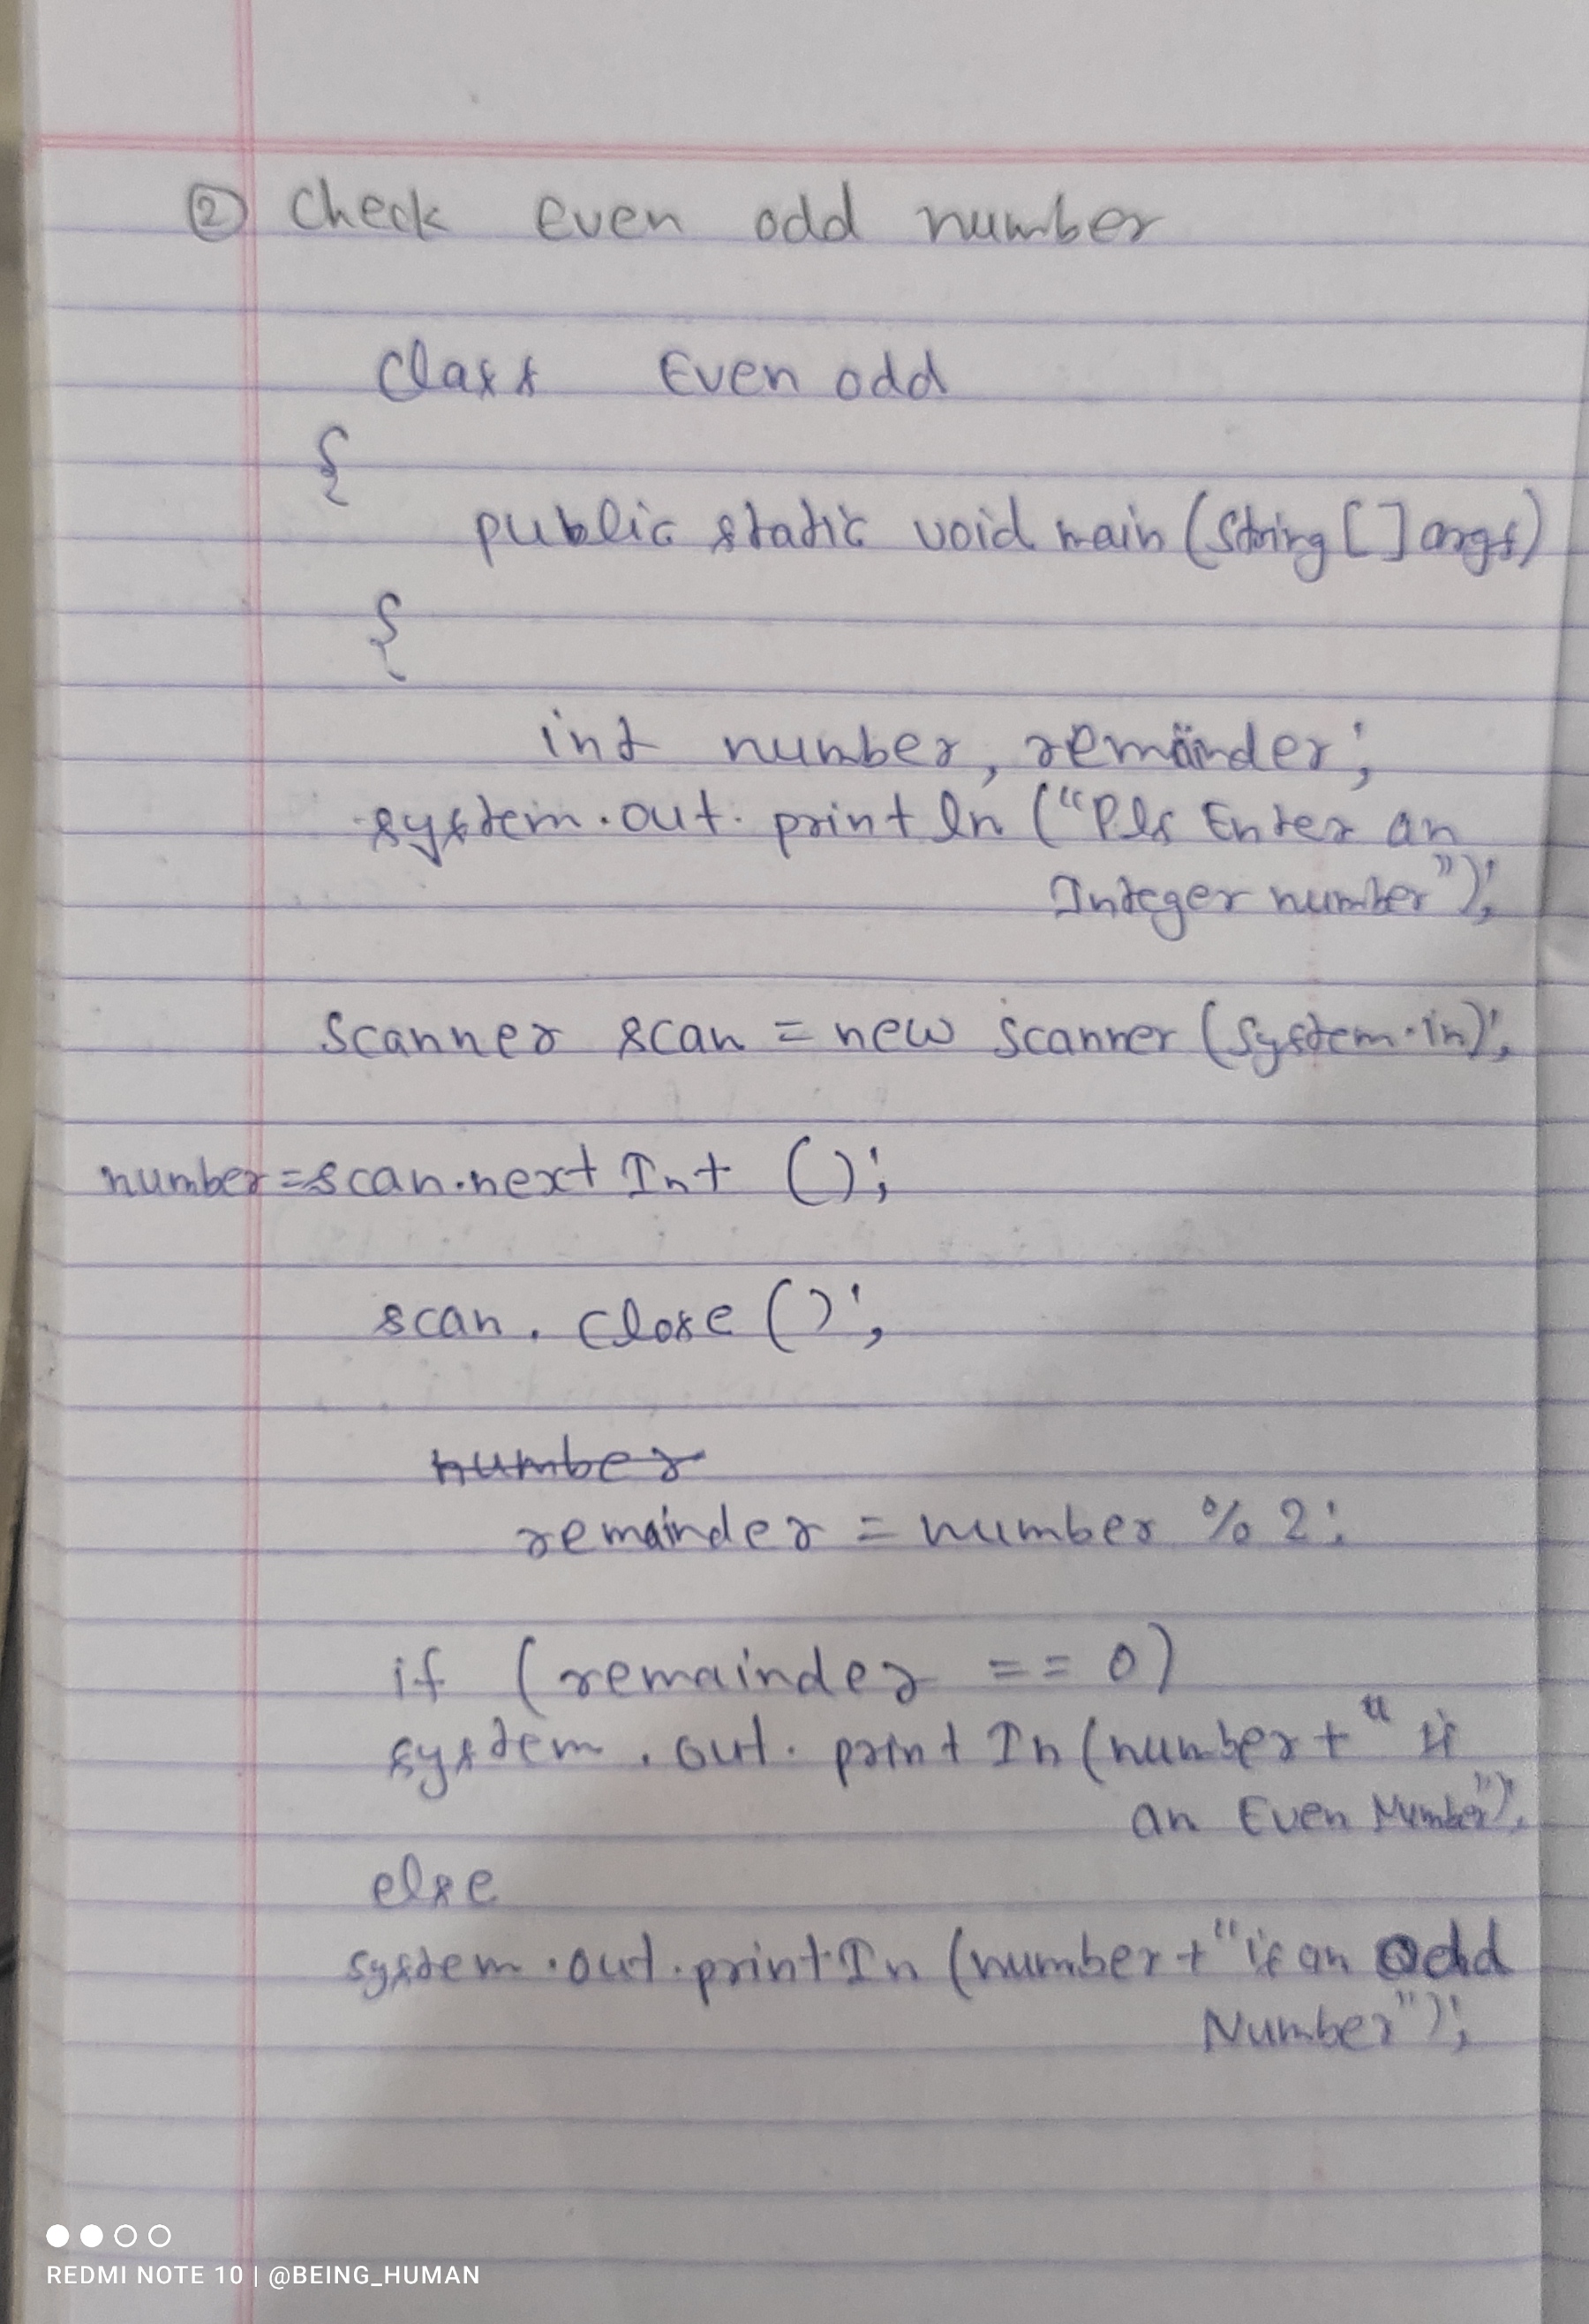 ② Check Even odd number
Class Even odd
{
public static void main (String [ ] args)
{
int number, remainder;
system.out.println ("Pls Enter an
Integer number");
Scanner scan = new Scanner (System.in);
number=scan.next Int ();
scan. close ();
number
remainder = number % 2;
if (remainder == 0)
system.out.print In (number+" is
an Even Number");
else
system.out.print In (number+"is an Odd
Number");
REDMI NOTE 10 | @BEING_HUMAN